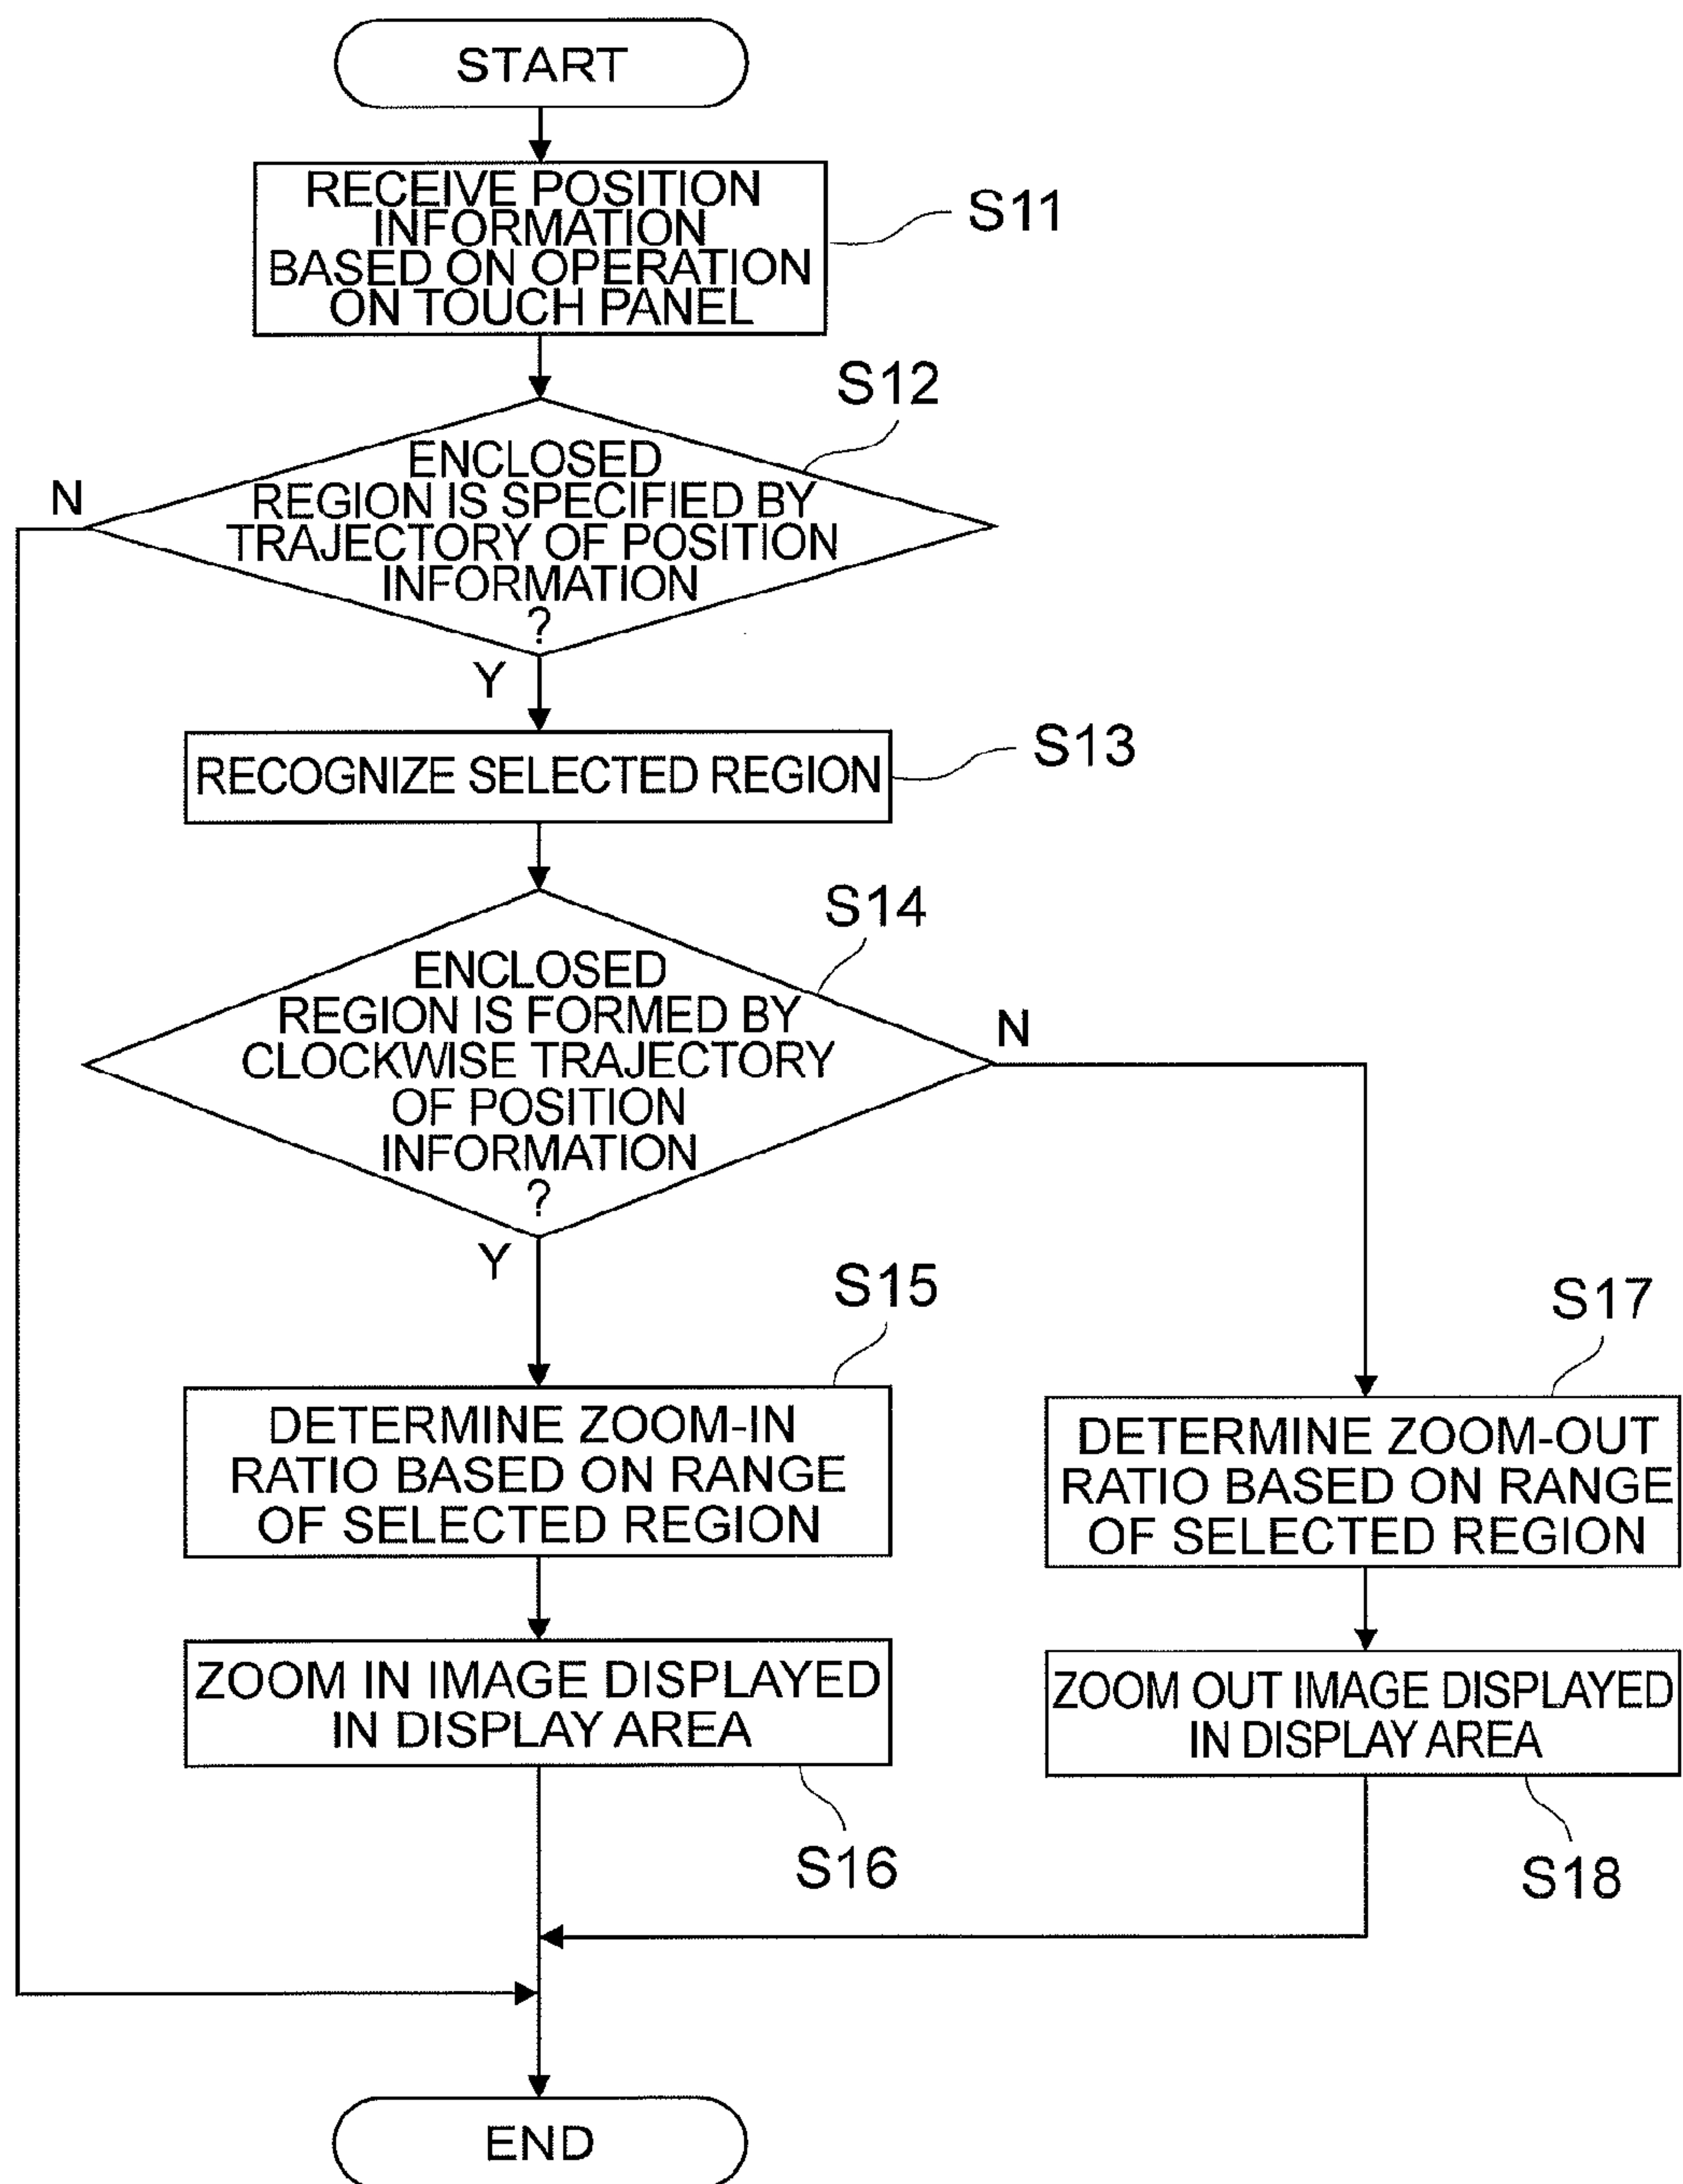 START
RECEIVE POSITION
INFORMATION
BASED ON OPERATION
ON TOUCH PANEL
S11
S12
ENCLOSED
REGION IS SPECIFIED BY
TRAJECTORY OF POSITION
INFORMATION
?
N
Y
RECOGNIZE SELECTED REGION
S13
S14
ENCLOSED
REGION IS FORMED BY
CLOCKWISE TRAJECTORY
OF POSITION
INFORMATION
?
N
Y
S15
DETERMINE ZOOM-IN
RATIO BASED ON RANGE
OF SELECTED REGION
S17
DETERMINE ZOOM-OUT
RATIO BASED ON RANGE
OF SELECTED REGION
ZOOM IN IMAGE DISPLAYED
IN DISPLAY AREA
S16
ZOOM OUT IMAGE DISPLAYED
IN DISPLAY AREA
S18
END